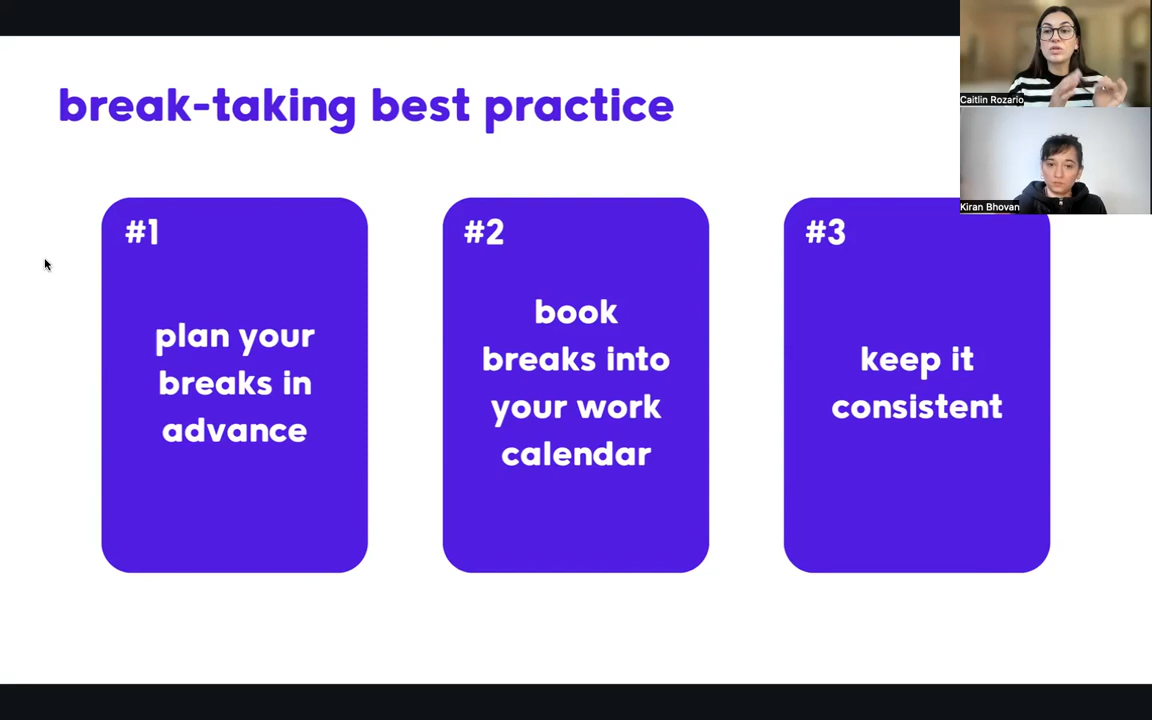 break-taking best practice
Caitlin Rozario
Kiran Bhovan
#1
plan your
breaks in
advance
#2
book
breaks into
your work
calendar
#3
keep it
consistent